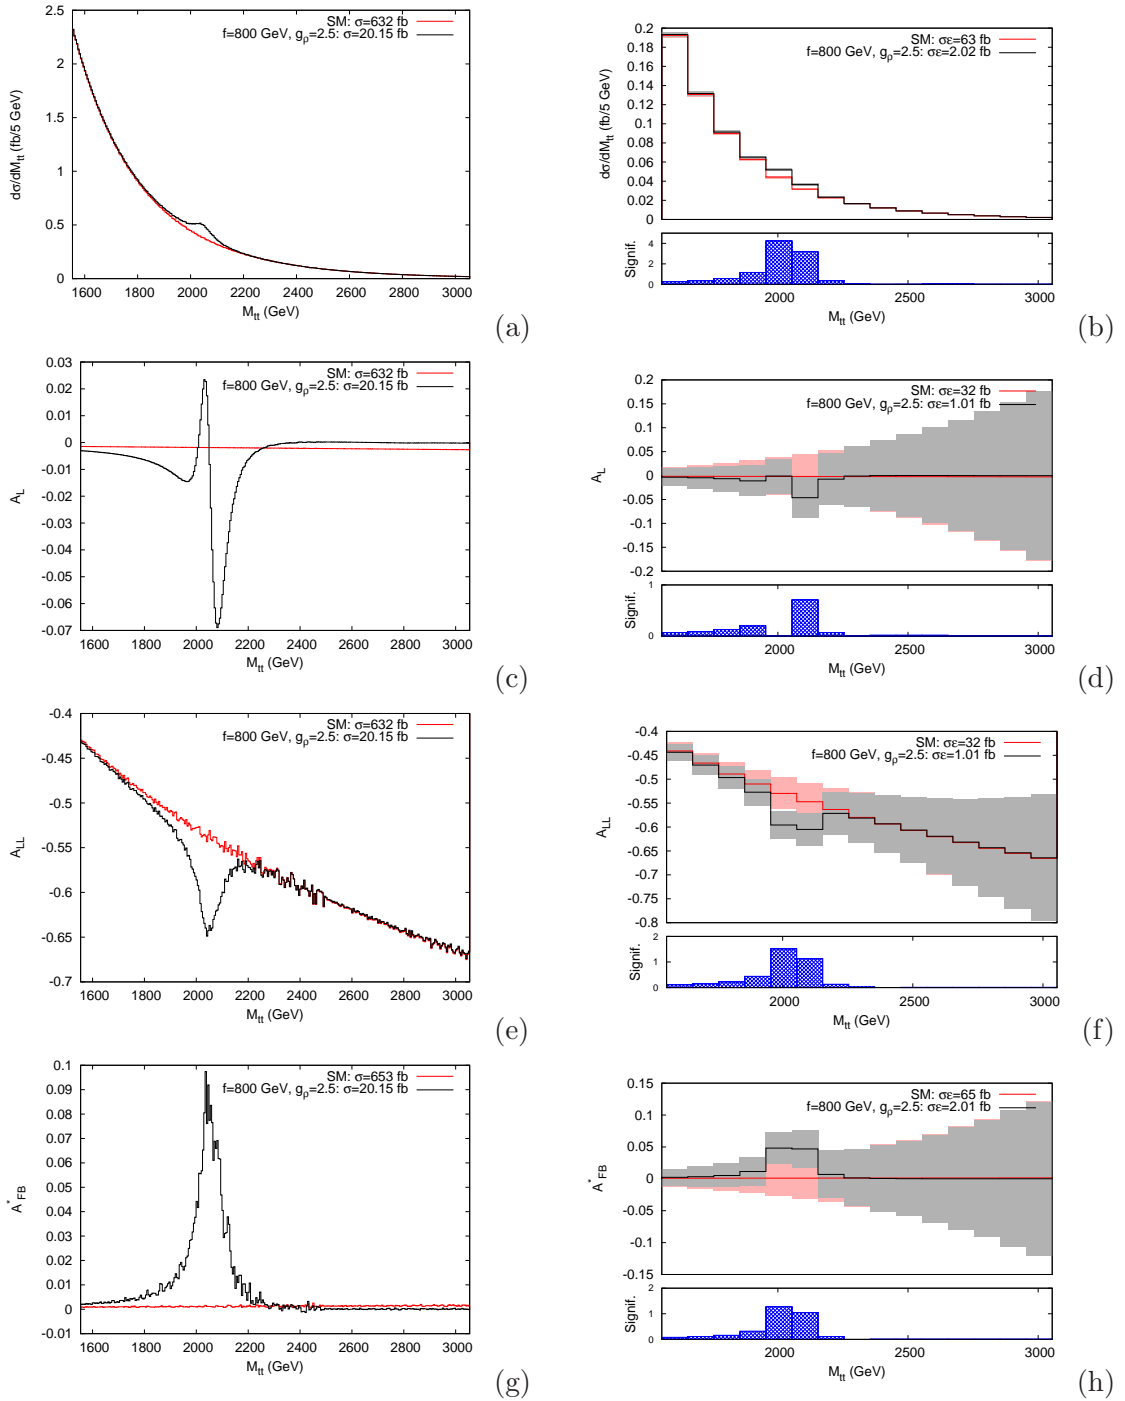 SM: σ=632 fb
f=800 GeV, gρ=2.5: σ=20.15 fb
dσ/dMtt (fb/5 GeV)
2.5
2
1.5
1
0.5
0
1600 1800 2000 2200 2400 2600 2800 3000
Mtt (GeV)
(a)
SM: σε=63 fb
f=800 GeV, gρ=2.5: σε=2.02 fb
dσ/dMtt (fb/5 GeV)
0.2
0.18
0.16
0.14
0.12
0.1
0.08
0.06
0.04
0.02
0
Signif.
4
2
0
2000 2500 3000
Mtt (GeV)
(b)
SM: σ=632 fb
f=800 GeV, gρ=2.5: σ=20.15 fb
AL
0.03
0.02
0.01
0
-0.01
-0.02
-0.03
-0.04
-0.05
-0.06
-0.07
1600 1800 2000 2200 2400 2600 2800 3000
Mtt (GeV)
(c)
SM: σε=32 fb
f=800 GeV, gρ=2.5: σε=1.01 fb
AL
0.2
0.15
0.1
0.05
0
-0.05
-0.1
-0.15
-0.2
Signif.
1
0
2000 2500 3000
Mtt (GeV)
(d)
SM: σ=632 fb
f=800 GeV, gρ=2.5: σ=20.15 fb
ALL
-0.4
-0.45
-0.5
-0.55
-0.6
-0.65
-0.7
1600 1800 2000 2200 2400 2600 2800 3000
Mtt (GeV)
(e)
SM: σε=32 fb
f=800 GeV, gρ=2.5: σε=1.01 fb
ALL
-0.4
-0.45
-0.5
-0.55
-0.6
-0.65
-0.7
-0.75
-0.8
Signif.
2
1
0
2000 2500 3000
Mtt (GeV)
(f)
SM: σ=653 fb
f=800 GeV, gρ=2.5: σ=20.15 fb
A*FB
0.1
0.09
0.08
0.07
0.06
0.05
0.04
0.03
0.02
0.01
0
-0.01
1600 1800 2000 2200 2400 2600 2800 3000
Mtt (GeV)
(g)
SM: σε=65 fb
f=800 GeV, gρ=2.5: σε=2.01 fb
A*FB
0.15
0.1
0.05
0
-0.05
-0.1
-0.15
Signif.
2
1
0
2000 2500 3000
Mtt (GeV)
(h)